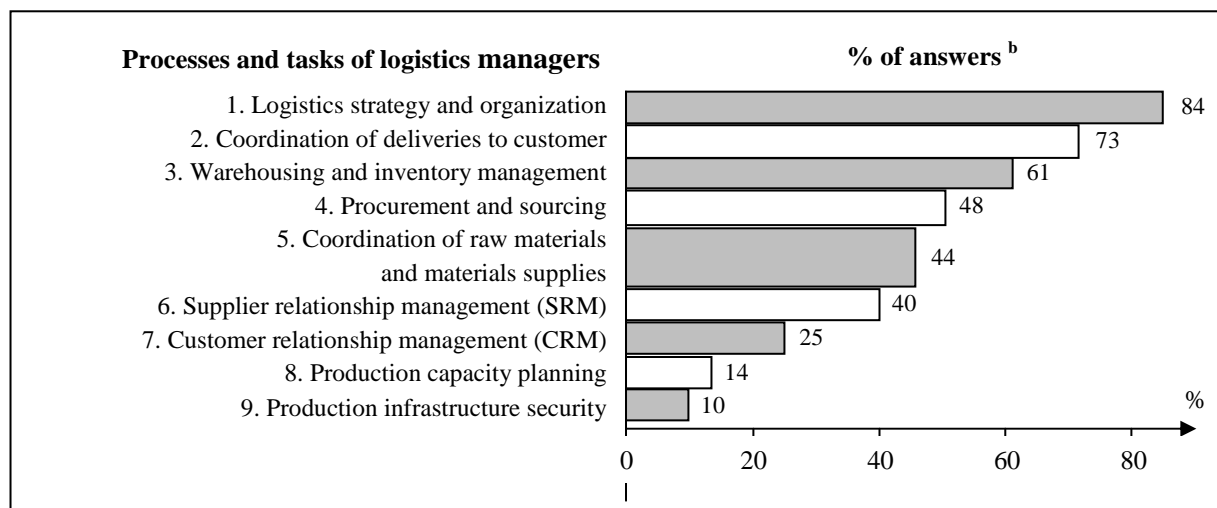 Processes and tasks of logistics managers
% of answers b
1. Logistics strategy and organization
84
2. Coordination of deliveries to customer
73
3. Warehousing and inventory management
61
4. Procurement and sourcing
48
5. Coordination of raw materials
and materials supplies
44
6. Supplier relationship management (SRM)
40
7. Customer relationship management (CRM)
25
8. Production capacity planning
14
9. Production infrastructure security
10
%
0 20 40 60 80